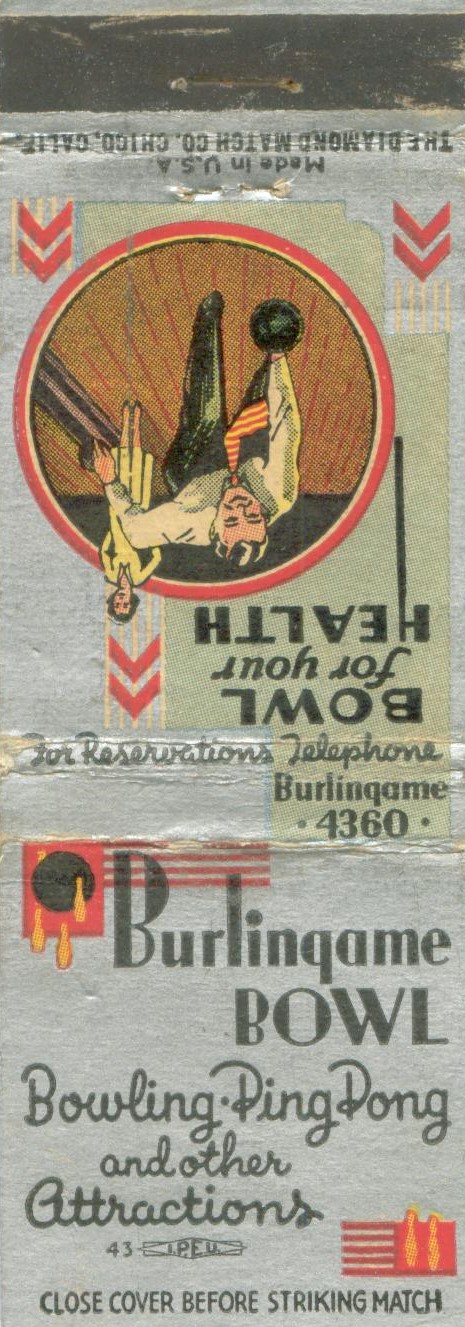 THE DIAMOND MATCH CO. CHICO, CALIF.
Made in U.S.A.
BOWL
for your
HEALTH
For Reservations Telephone
Burlingame
· 4360 ·
Burlingame
BOWL
Bowling · Ping Pong
and other
Attractions
43 - I.P.E.U.
CLOSE COVER BEFORE STRIKING MATCH